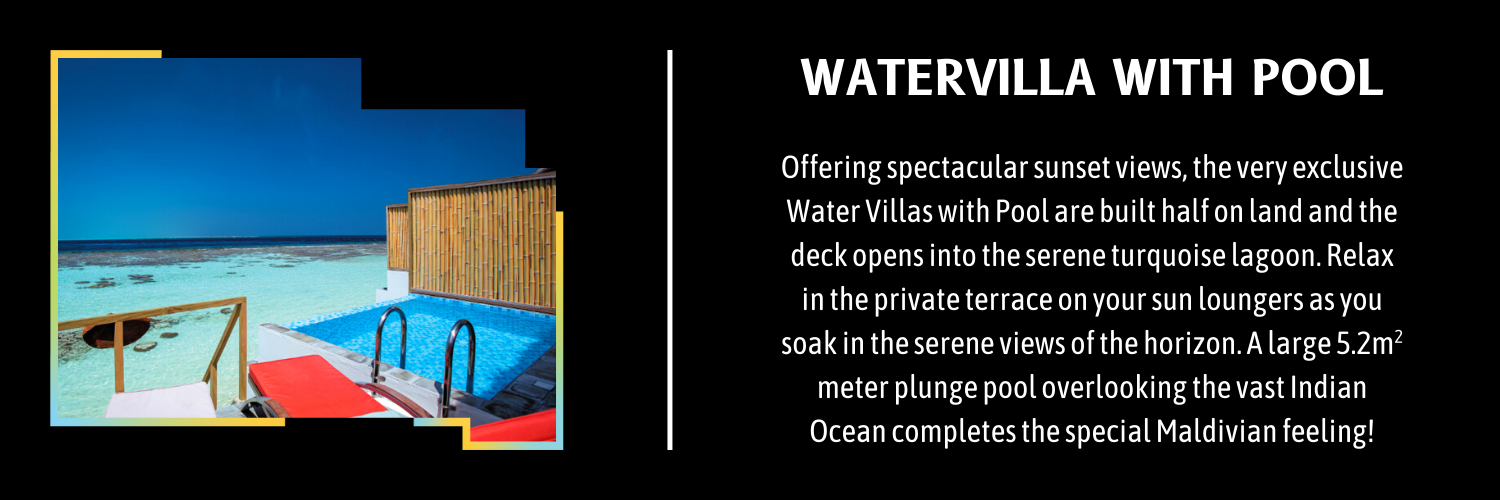 WATERVILLA WITH POOL
Offering spectacular sunset views, the very exclusive
Water Villas with Pool are built half on land and the
deck opens into the serene turquoise lagoon. Relax
in the private terrace on your sun loungers as you
soak in the serene views of the horizon. A large 5.2m²
meter plunge pool overlooking the vast Indian
Ocean completes the special Maldivian feeling!